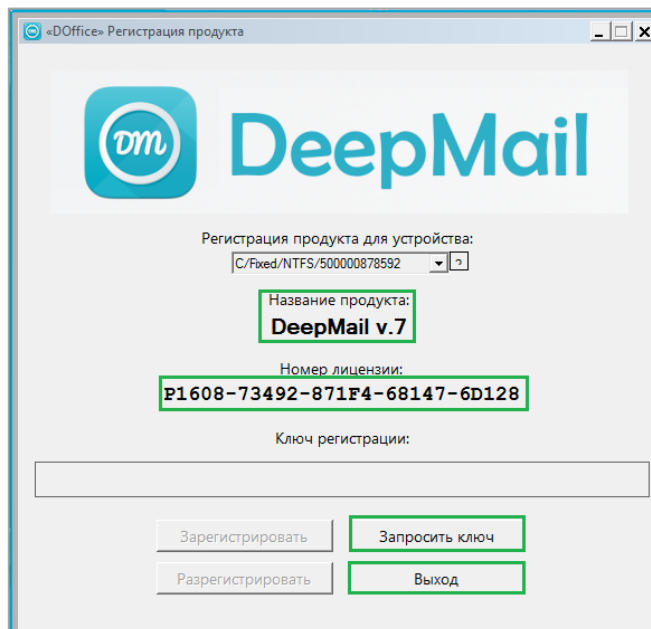 «DOffice» Регистрация продукта
DM
DeepMail
Регистрация продукта для устройства:
C/Fixed/NTFS/500000878592
?
Название продукта:
DeepMail v.7
Номер лицензии:
P1608-73492-871F4-68147-6D128
Ключ регистрации:
Зарегистрировать Запросить ключ
Разрегистрировать Выход